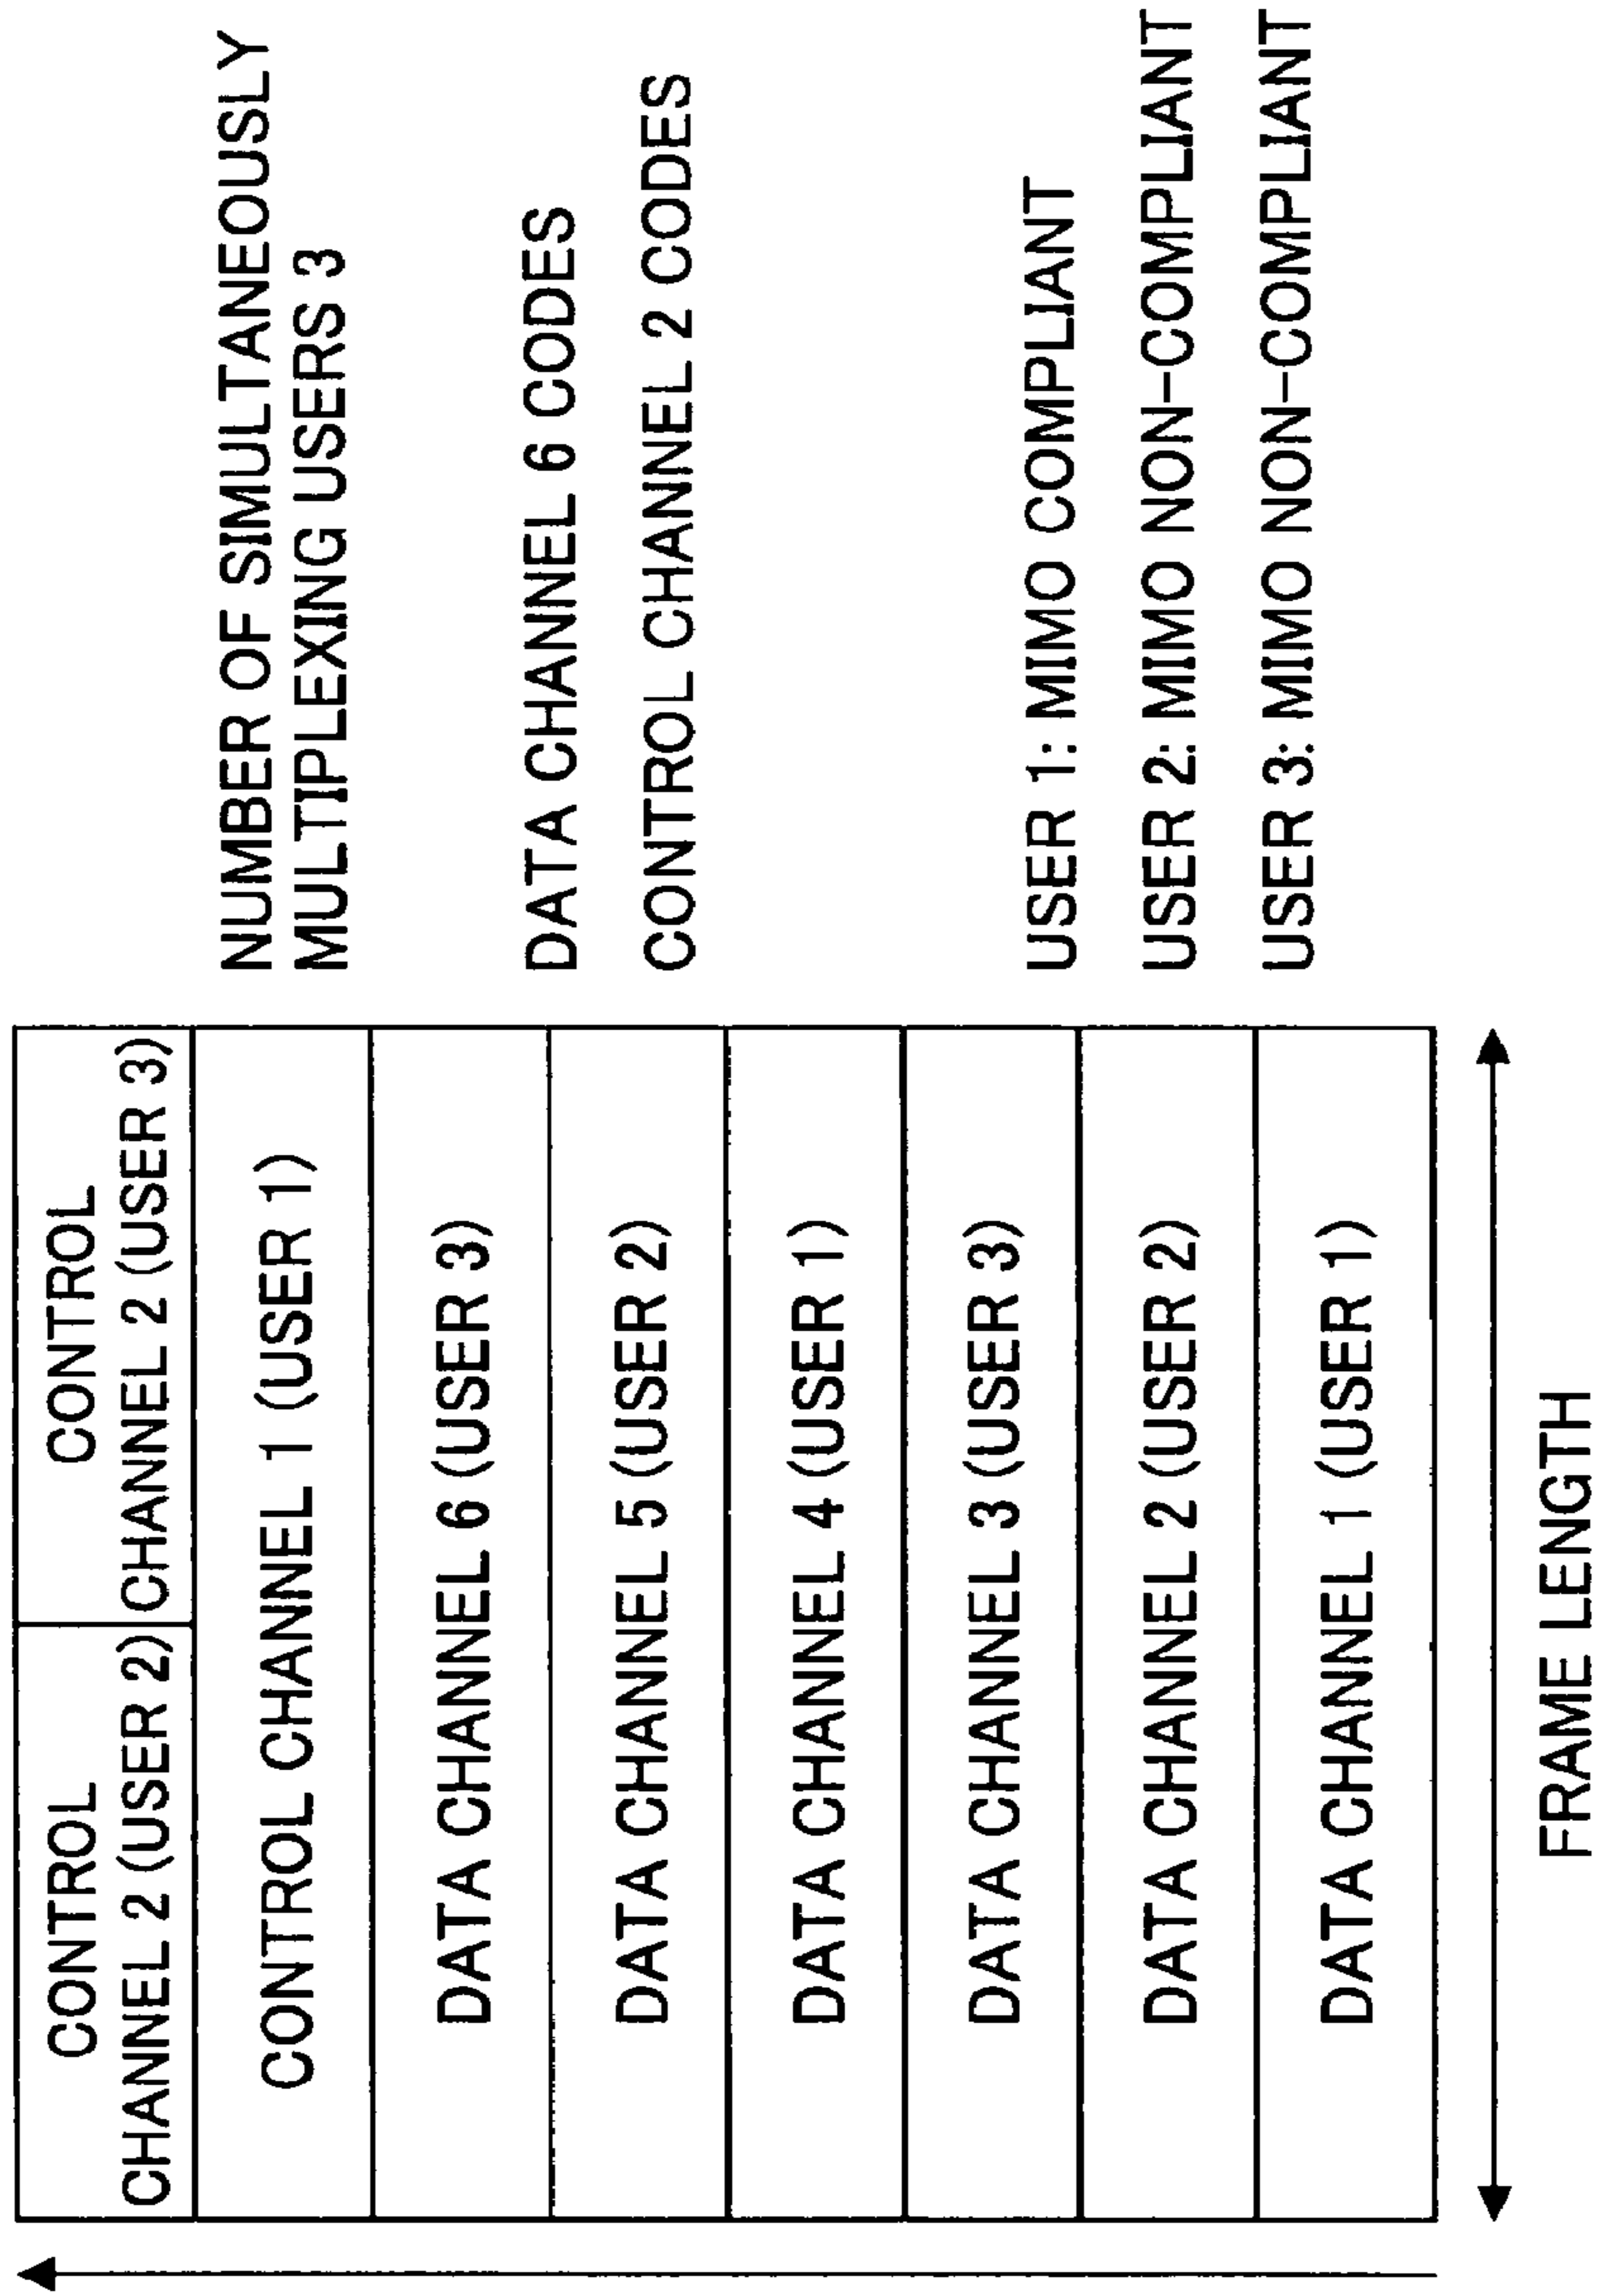 CONTROL
CHANNEL 2 (USER 2)
CONTROL
CHANNEL 2 (USER 3)
CONTROL CHANNEL 1 (USER 1)
DATA CHANNEL 6 (USER 3)
DATA CHANNEL 5 (USER 2)
DATA CHANNEL 4 (USER 1)
DATA CHANNEL 3 (USER 3)
DATA CHANNEL 2 (USER 2)
DATA CHANNEL 1 (USER 1)
FRAME LENGTH
NUMBER OF SIMULTANEOUSLY
MULTIPLEXING USERS 3
DATA CHANNEL 6 CODES
CONTROL CHANNEL 2 CODES
USER 1: MIMO COMPLIANT
USER 2: MIMO NON-COMPLIANT
USER 3: MIMO NON-COMPLIANT